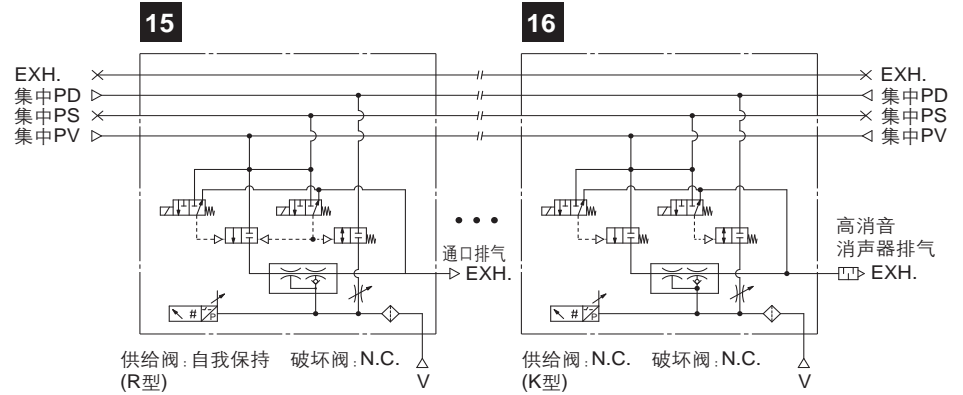 15
16
EXH.
集中PD
集中PS
集中PV
EXH.
集中PD
集中PS
集中PV
通口排气
EXH.
高消音
消声器排气
EXH.
# P
# P
供给阀:自我保持 破坏阀:N.C.
(R型)
V
供给阀:N.C. 破坏阀:N.C.
(K型)
V